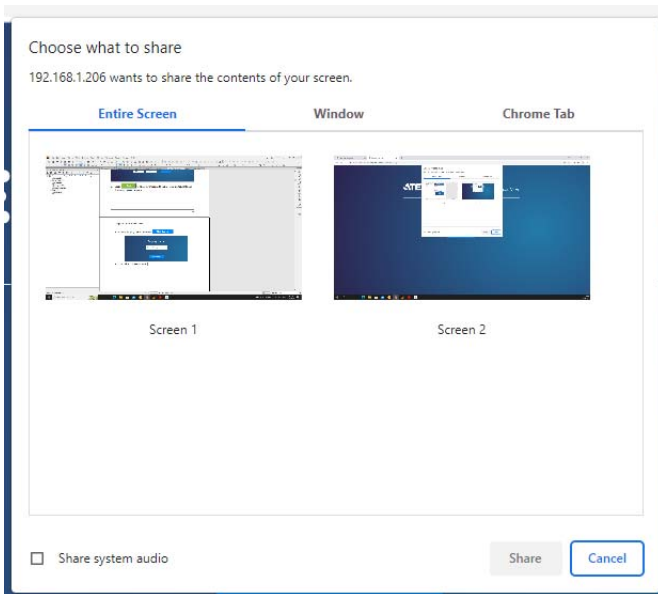 Choose what to share
192.168.1.206 wants to share the contents of your screen.
Entire Screen
Window
Chrome Tab
Screen 1
Screen 2
Share system audio
Share
Cancel